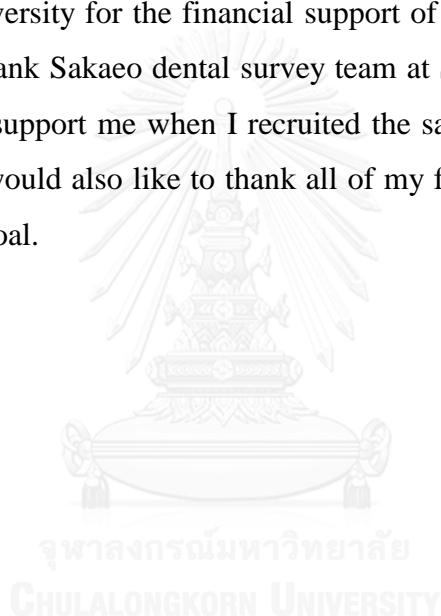 versity for the financial support of
ank Sakaeo dental survey team at
support me when I recruited the sa
would also like to thank all of my f
oal.
จุฬาลงกรณ์มหาวิทยาลัย
CHULALONGKORN UNIVERSITY